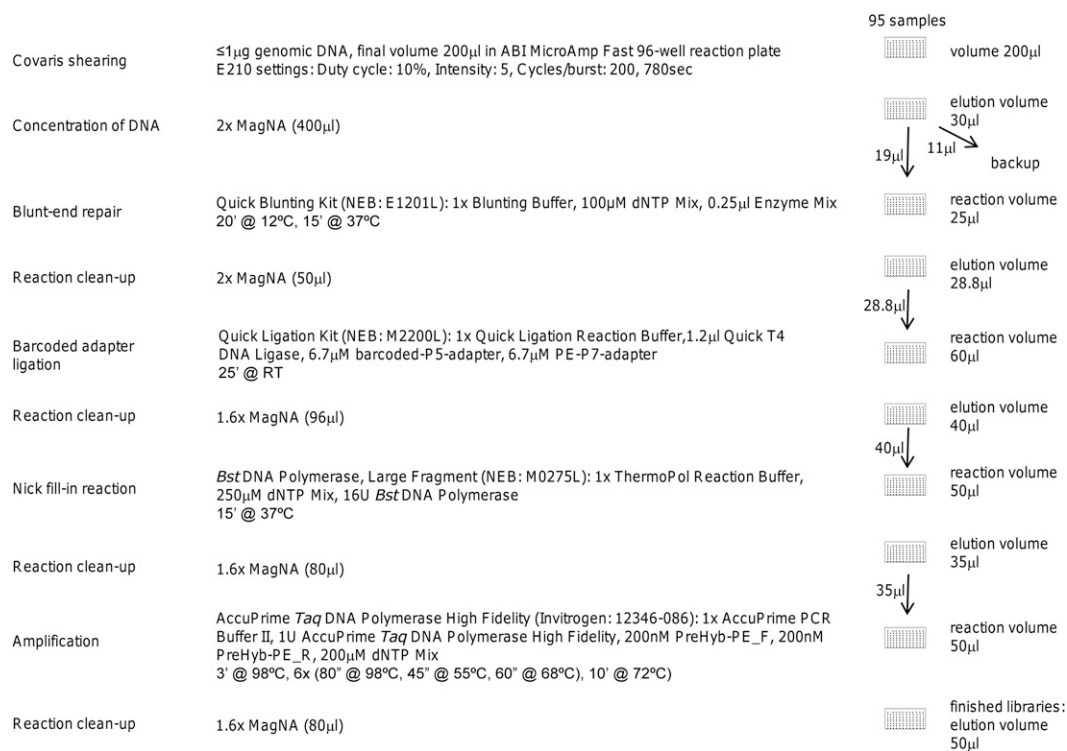 95 samples
Covaris shearing
≤1µg genomic DNA, final volume 200µl in ABI MicroAmp Fast 96-well reaction plate
E210 settings: Duty cycle: 10%, Intensity: 5, Cycles/burst: 200, 780sec
volume 200µl
Concentration of DNA
2x MagNA (400µl)
elution volume
30µl
19µl
11µl
backup
Blunt-end repair
Quick Blunting Kit (NEB: E1201L): 1x Blunting Buffer, 100µM dNTP Mix, 0.25µl Enzyme Mix
20' @ 12ºC, 15' @ 37ºC
reaction volume
25µl
Reaction clean-up
2x MagNA (50µl)
elution volume
28.8µl
28.8µl
Barcoded adapter
ligation
Quick Ligation Kit (NEB: M2200L): 1x Quick Ligation Reaction Buffer,1.2µl Quick T4
DNA Ligase, 6.7µM barcoded-P5-adapter, 6.7µM PE-P7-adapter
25' @ RT
reaction volume
60µl
Reaction clean-up
1.6x MagNA (96µl)
elution volume
40µl
40µl
Nick fill-in reaction
Bst DNA Polymerase, Large Fragment (NEB: M0275L): 1x ThermoPol Reaction Buffer,
250µM dNTP Mix, 16U Bst DNA Polymerase
15' @ 37ºC
reaction volume
50µl
Reaction clean-up
1.6x MagNA (80µl)
elution volume
35µl
35µl
Amplification
AccuPrime Taq DNA Polymerase High Fidelity (Invitrogen: 12346-086): 1x AccuPrime PCR
Buffer II, 1U AccuPrime Taq DNA Polymerase High Fidelity, 200nM PreHyb-PE_F, 200nM
PreHyb-PE_R, 200µM dNTP Mix
3' @ 98ºC, 6x (80" @ 98ºC, 45" @ 55ºC, 60" @ 68ºC), 10' @ 72ºC)
reaction volume
50µl
Reaction clean-up
1.6x MagNA (80µl)
finished libraries:
elution volume
50µl